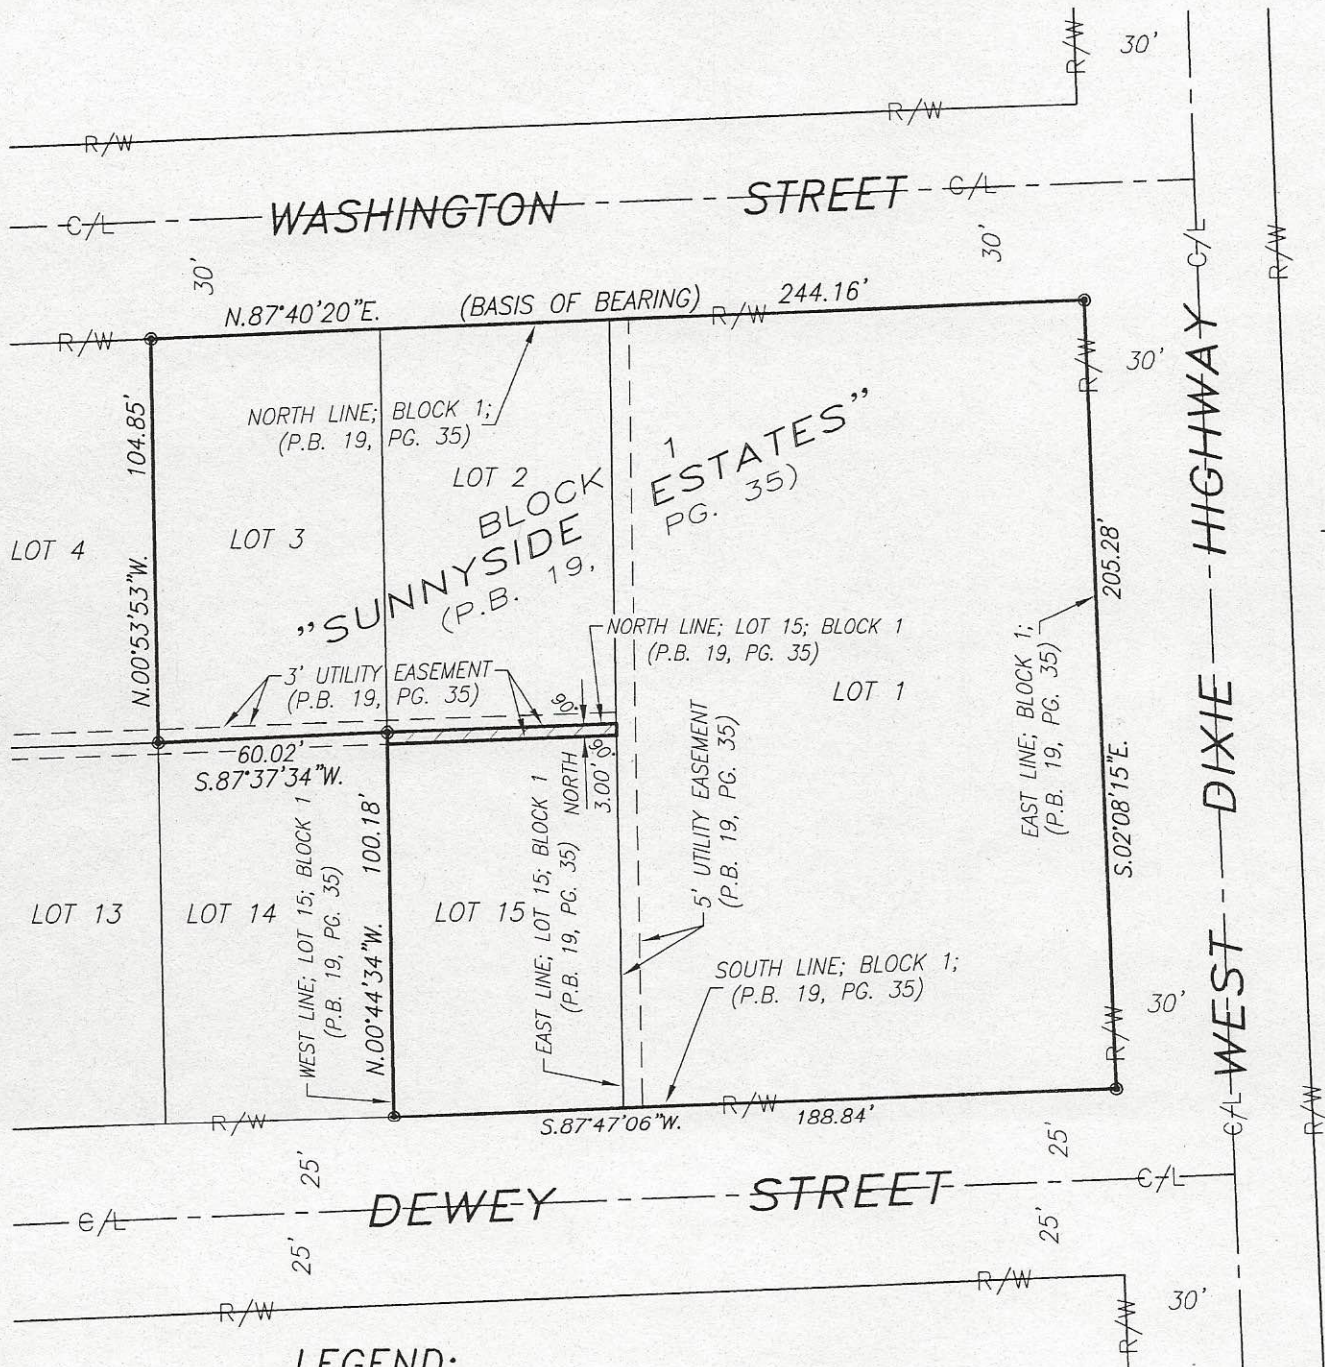 R/W
30'
R/W
R/W
WASHINGTON STREET
C/L
C/L
30'
30'
C/L
R/W
N.87°40'20"E.
(BASIS OF BEARING)
R/W
244.16'
R/W
R/W
30'
104.85'
N.00°53'53"W.
NORTH LINE; BLOCK 1;
(P.B. 19, PG. 35)
LOT 2
LOT 3
LOT 4
BLOCK 1
"SUNNYSIDE ESTATES"
(P.B. 19, PG. 35)
WEST DIXIE HIGHWAY
205.28'
S.02°08'15"E.
EAST LINE; BLOCK 1;
(P.B. 19, PG. 35)
NORTH LINE; LOT 15; BLOCK 1
(P.B. 19, PG. 35)
3' UTILITY EASEMENT
(P.B. 19, PG. 35)
LOT 1
90.
60.02'
S.87°37'34"W.
90.
NORTH
3.00'
5' UTILITY EASEMENT
(P.B. 19, PG. 35)
WEST LINE; LOT 15; BLOCK 1
(P.B. 19, PG. 35)
100.18'
N.00°44'34"W.
EAST LINE; LOT 15; BLOCK 1
(P.B. 19, PG. 35)
LOT 13
LOT 14
LOT 15
SOUTH LINE; BLOCK 1;
(P.B. 19, PG. 35)
30'
R/W
R/W
S.87°47'06"W.
R/W
188.84'
C/L
R/W
25'
25'
C/L
DEWEY STREET
C/L
25'
25'
R/W
R/W
R/W
30'
LEGEND: